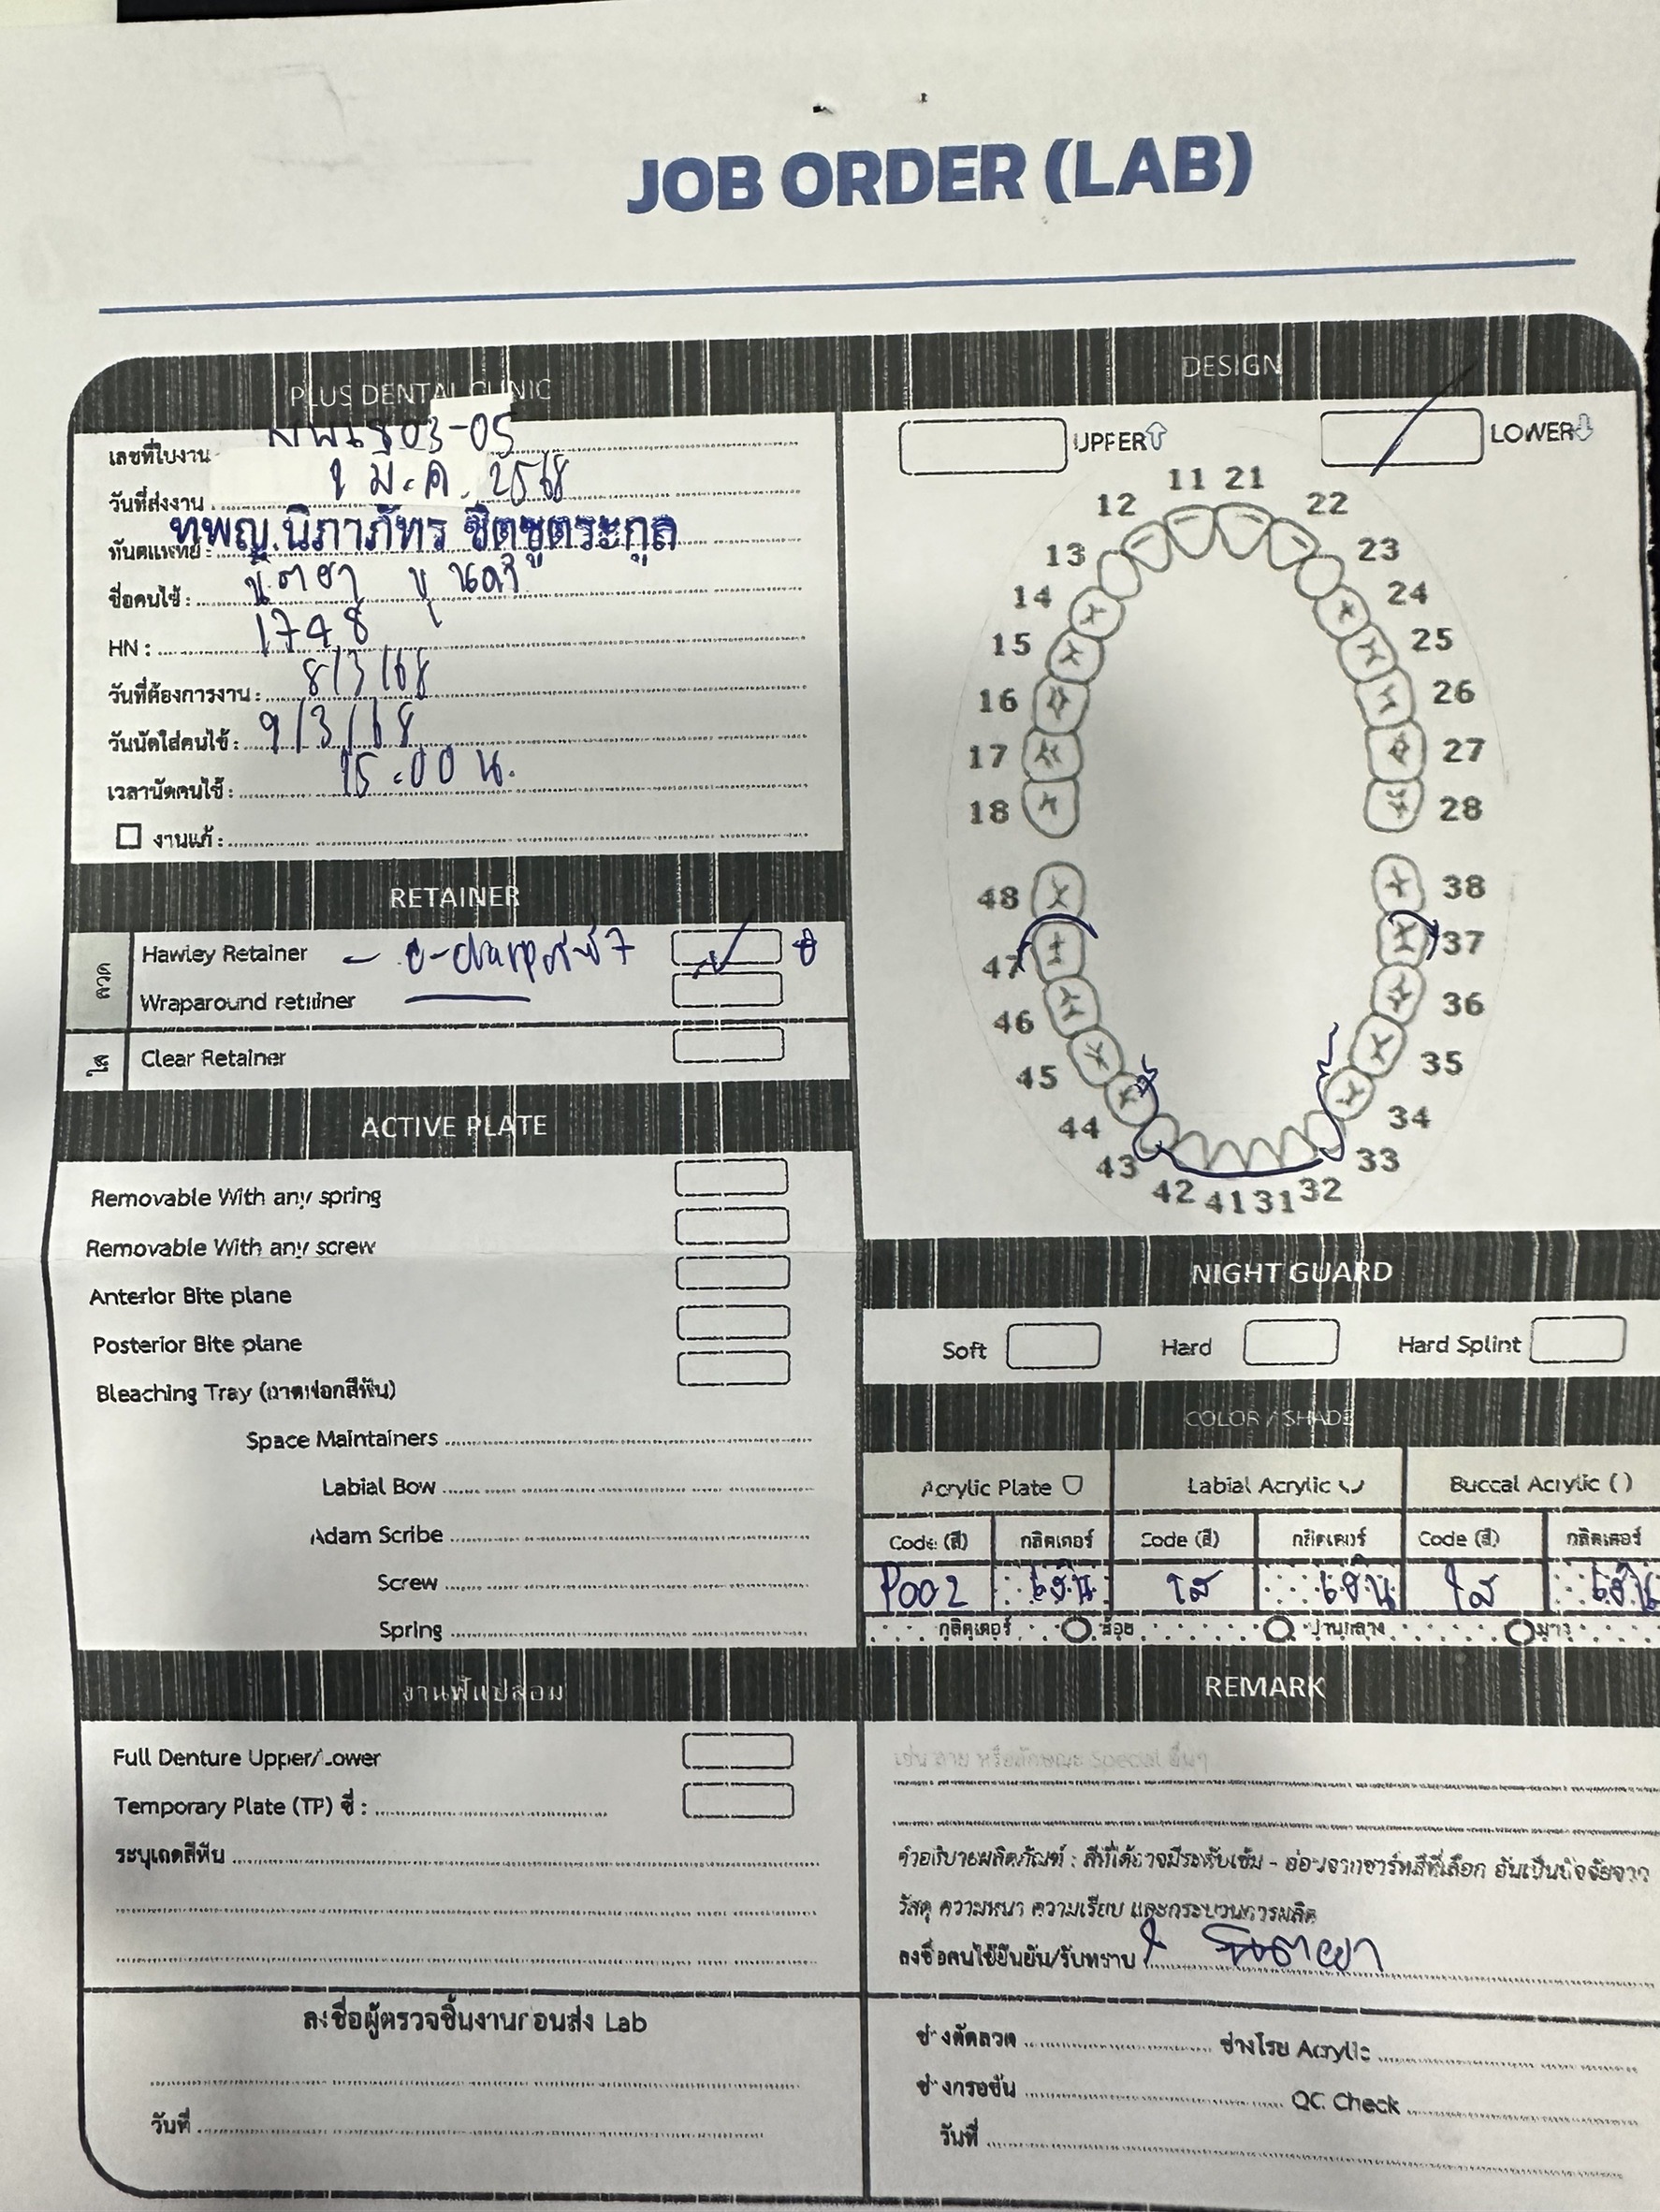 JOB ORDER (LAB)
PLUS DENTAL CLINIC
เลขที่ใบงาน 03-05
วันที่ส่งงาน 1 มี.ค. 2568
ทันตแพทย์ : ทพญ.นิภาภัทร ชิตชูตระกูล
ชื่อคนไข้ :
HN : 1748
วันที่ต้องการงาน : 8/3/68
วันนัดใส่คนไข้ : 9/3/68
เวลานัดคนไข้ : 15.00 น.
งานแก้ :
DESIGN
UPPER
LOWER
11 21
12 22
13 23
14 24
15 25
16 26
17 27
18 28
48 38
47 37
46 36
45 35
44 34
43 33
42 41 31 32
RETAINER
ลวด
Hawley Retainer
Wraparound retainer
ใส
Clear Retainer
ACTIVE PLATE
Removable With any spring
Removable With any screw
Anterior Bite plane
Posterior Bite plane
Bleaching Tray (ถาดฟอกสีฟัน)
Space Maintainers
Labial Bow
Adam Scribe
Screw
Spring
NIGHT GUARD
Soft Hard Hard Splint
COLOR / SHADE
Acrylic Plate Labial Acrylic Buccal Acrylic ( )
Code (สี) กลิตเตอร์ Code (สี) กลิตเตอร์ Code (สี) กลิตเตอร์
P002 ใส ใส
กลิตเตอร์ น้อย ปานกลาง มาก
งานฟันปลอม
Full Denture Upper/Lower
Temporary Plate (TP) ซี่ :
ระบุเฉดสีฟัน
REMARK
เช่น ลาย หรือลักษณะ Special อื่นๆ
คำอธิบายผลิตภัณฑ์ : สีที่ได้อาจมีระดับเข้ม - อ่อนจากชาร์ทสีที่เลือก อันเป็นปัจจัยจาก
วัสดุ ความหนา ความเรียบ และกระบวนการผลิต
ลงชื่อคนไข้ยืนยัน/รับทราบ
ลงชื่อผู้ตรวจชิ้นงานก่อนส่ง Lab
วันที่
ช่างดัดลวด ช่างโรย Acrylic
ช่างกรอขัด QC Check
วันที่